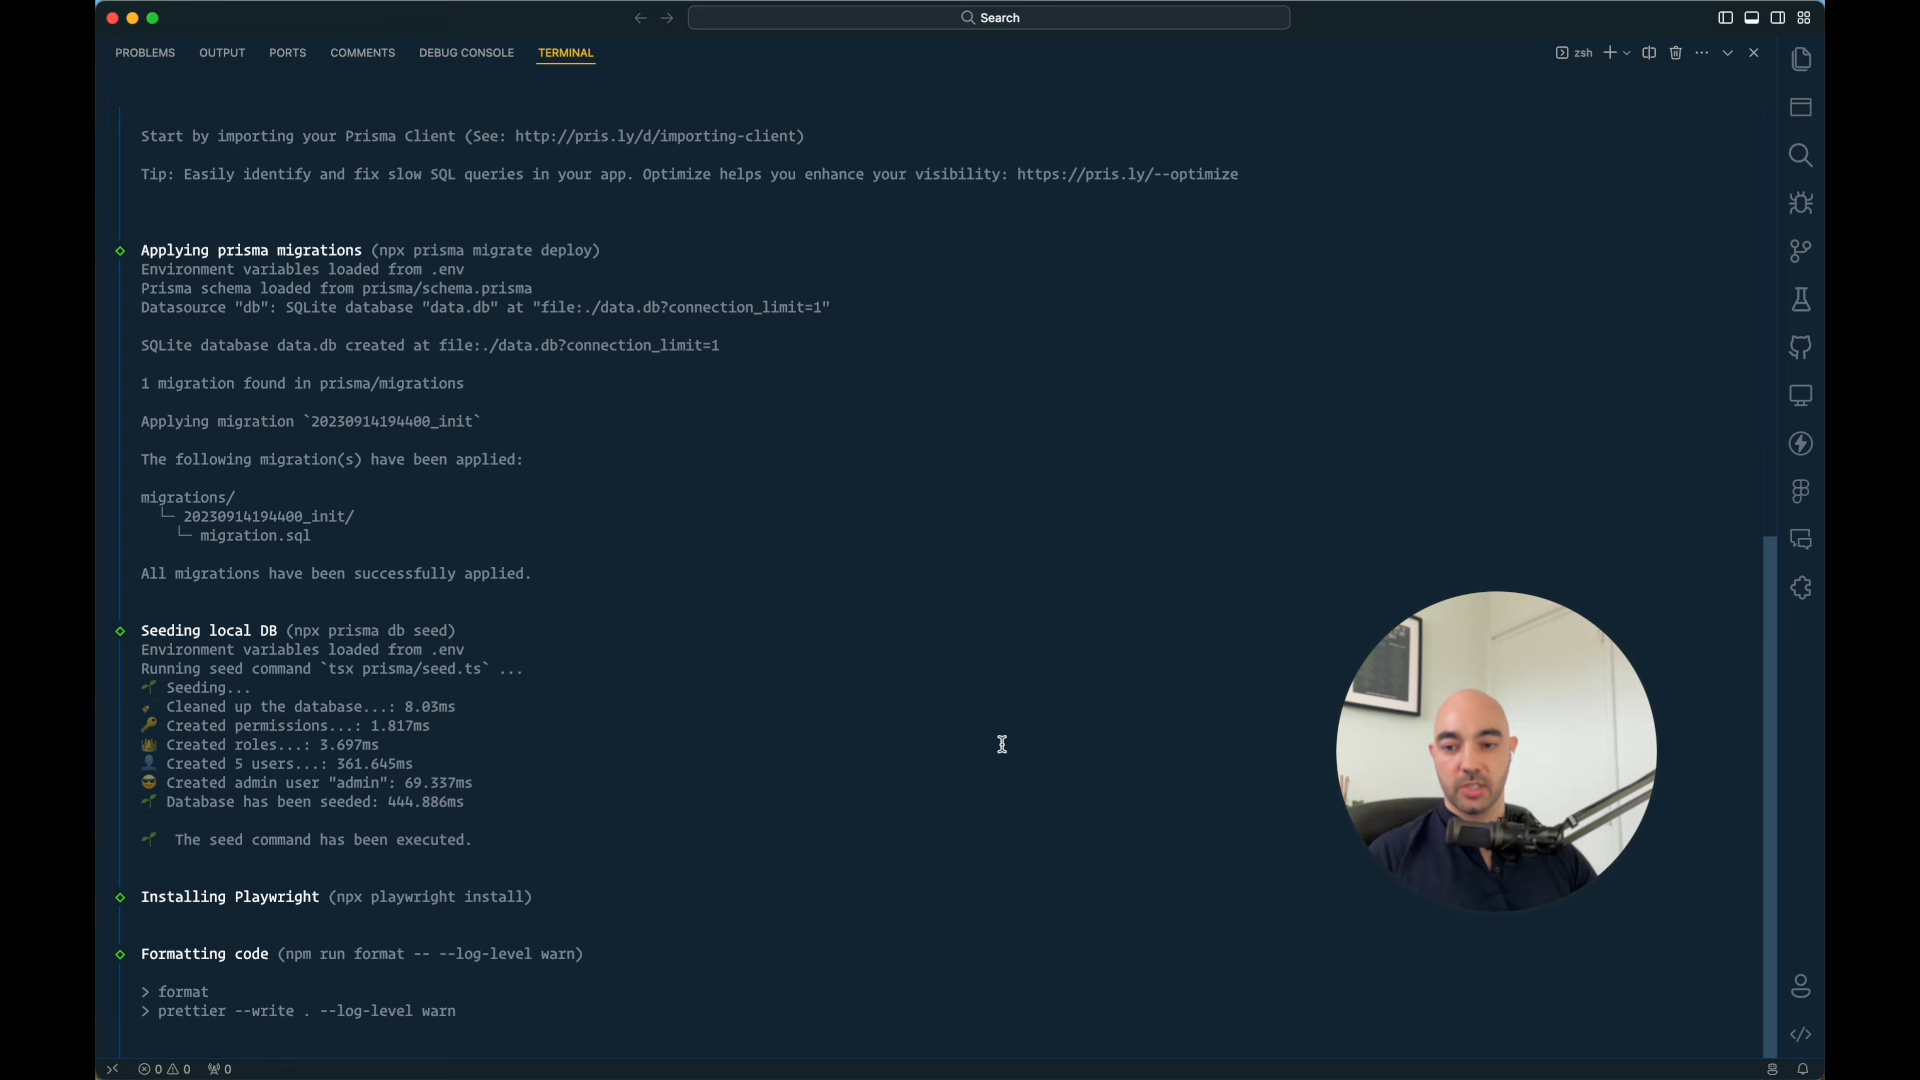 Search
PROBLEMS OUTPUT PORTS COMMENTS DEBUG CONSOLE TERMINAL
zsh
Start by importing your Prisma Client (See: http://pris.ly/d/importing-client)
Tip: Easily identify and fix slow SQL queries in your app. Optimize helps you enhance your visibility: https://pris.ly/--optimize
Applying prisma migrations (npx prisma migrate deploy)
Environment variables loaded from .env
Prisma schema loaded from prisma/schema.prisma
Datasource "db": SQLite database "data.db" at "file:./data.db?connection_limit=1"
SQLite database data.db created at file:./data.db?connection_limit=1
1 migration found in prisma/migrations
Applying migration `20230914194400_init`
The following migration(s) have been applied:
migrations/
└─ 20230914194400_init/
└─ migration.sql
All migrations have been successfully applied.
Seeding local DB (npx prisma db seed)
Environment variables loaded from .env
Running seed command `tsx prisma/seed.ts` ...
🌱 Seeding...
🧹 Cleaned up the database...: 8.03ms
🔑 Created permissions...: 1.817ms
👑 Created roles...: 3.697ms
👤 Created 5 users...: 361.645ms
😎 Created admin user "admin": 69.337ms
🌱 Database has been seeded: 444.886ms
🌱 The seed command has been executed.
Installing Playwright (npx playwright install)
Formatting code (npm run format -- --log-level warn)
> format
> prettier --write . --log-level warn
0 0 0